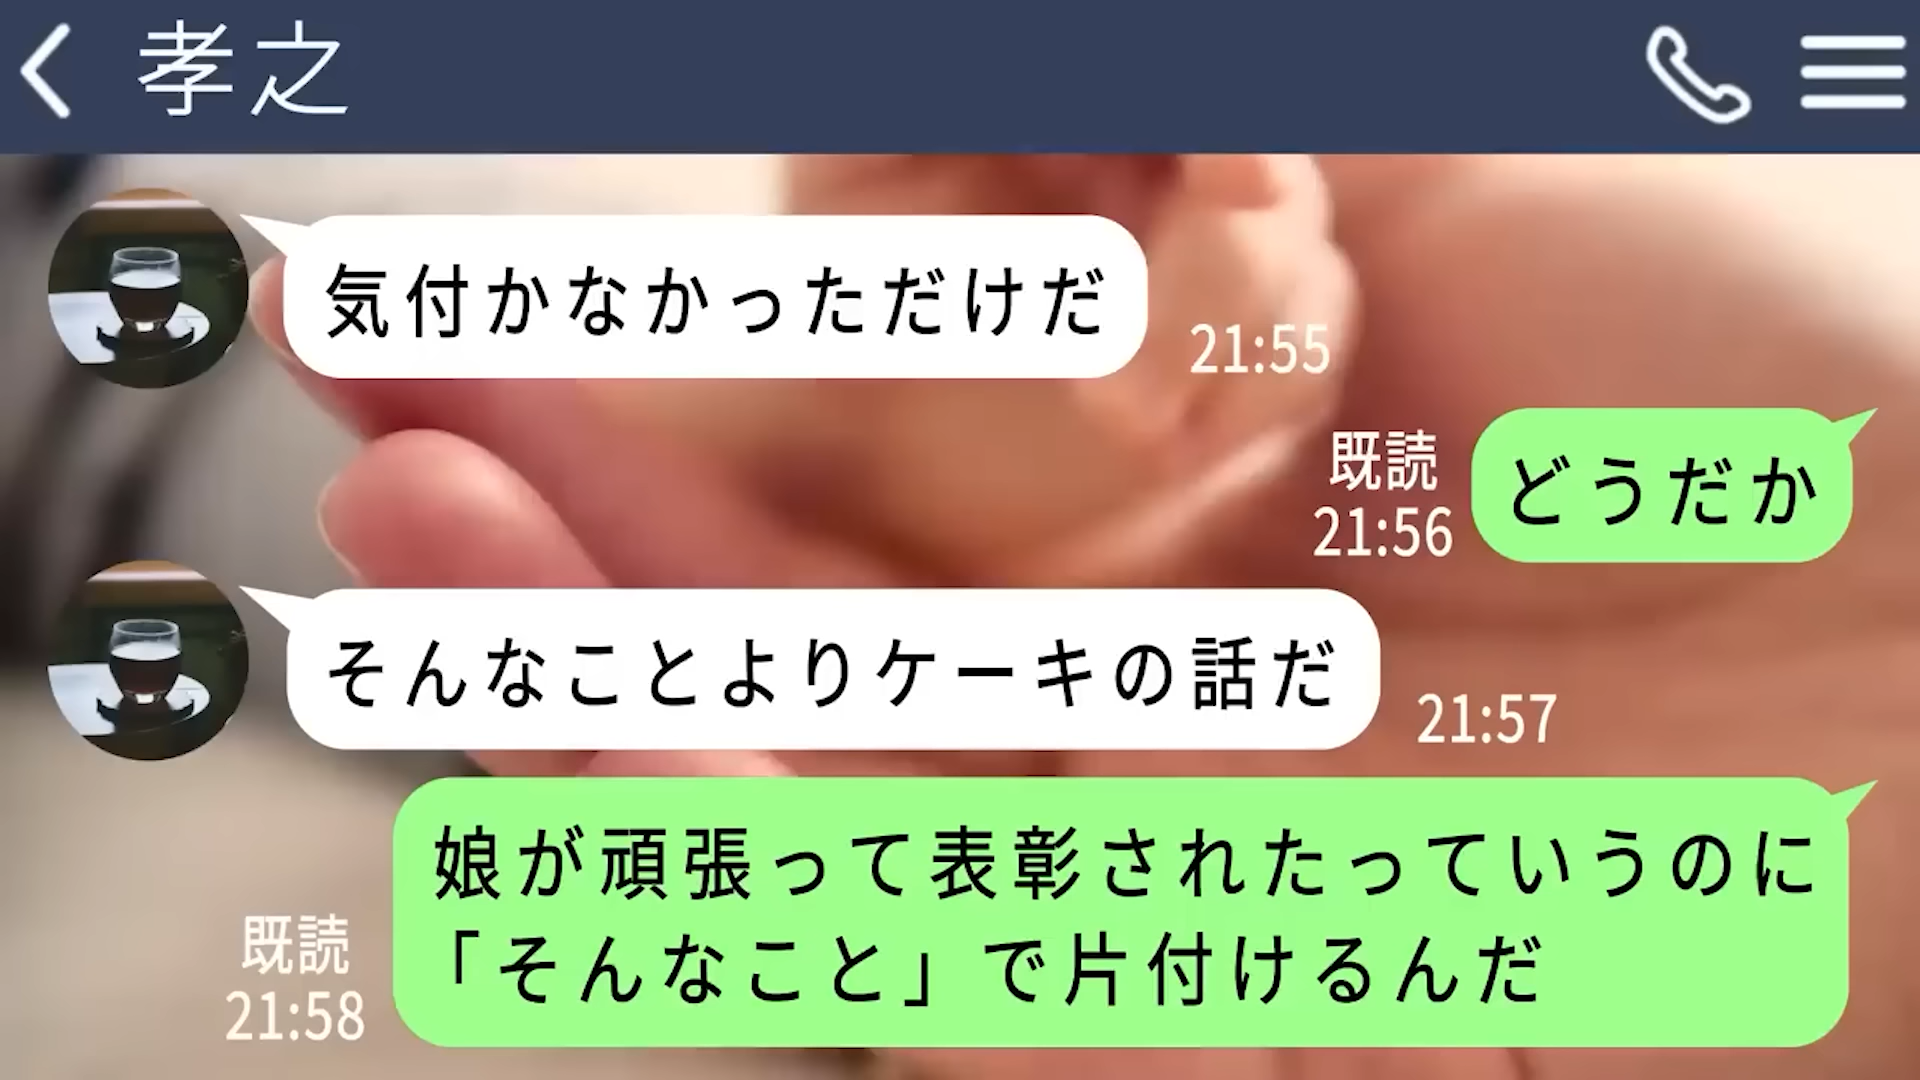 孝之
気付かなかっただけだ
21:55
どうだか
既読
21:56
そんなことよりケーキの話だ
21:57
娘が頑張って表彰されたっていうのに
「そんなこと」で片付けるんだ
既読
21:58